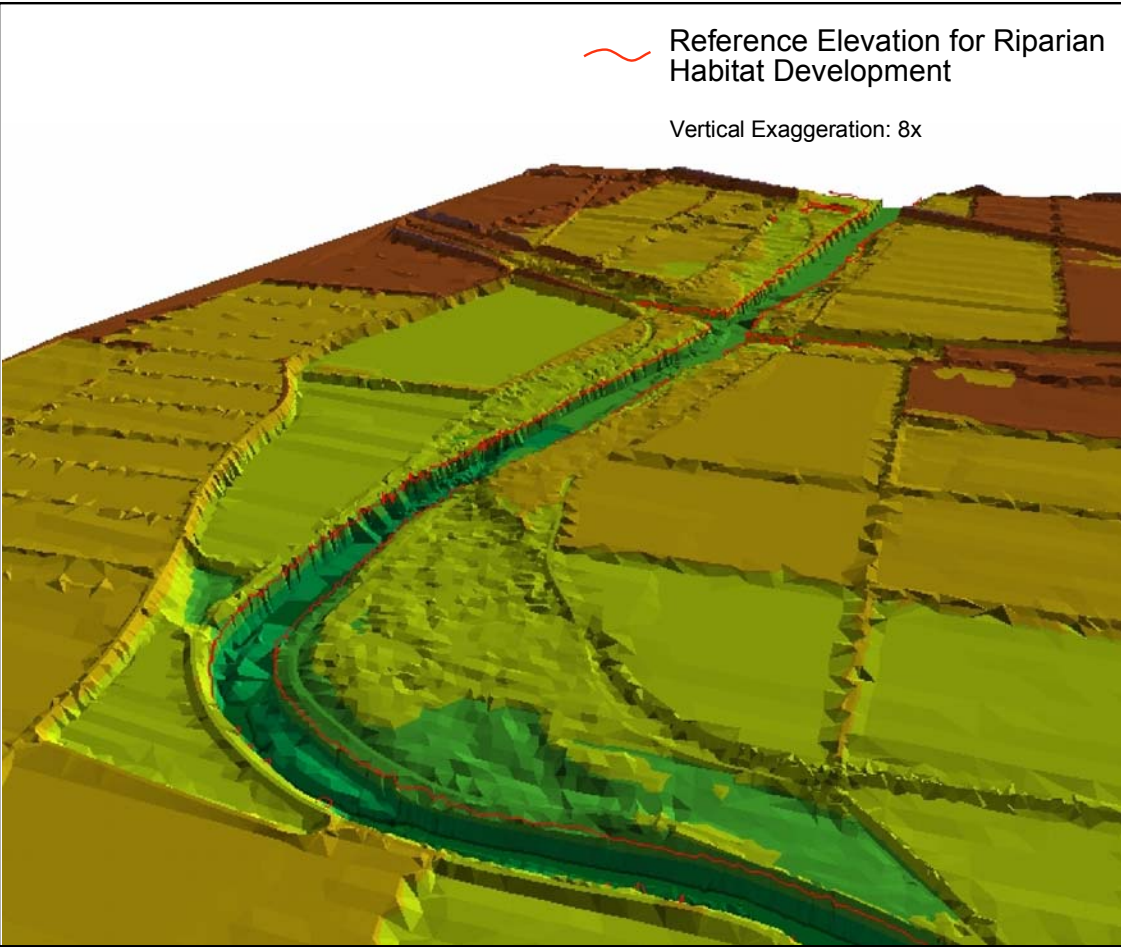 Reference Elevation for Riparian
Habitat Development
Vertical Exaggeration: 8x